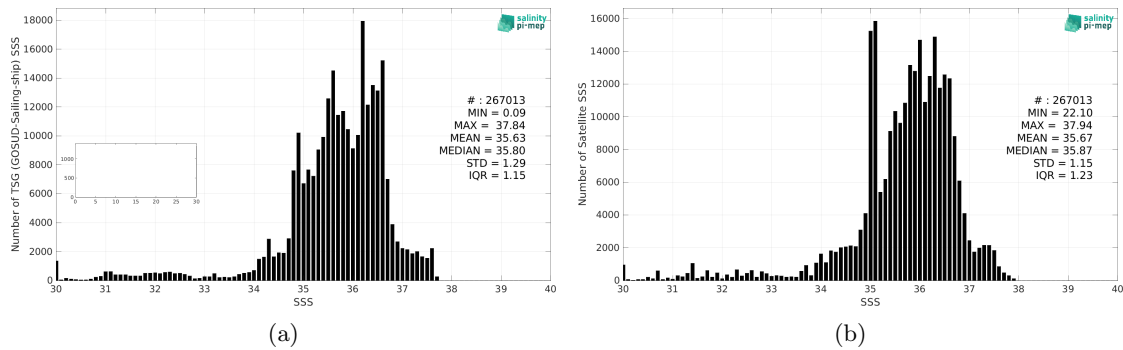 salinity
pi-mep
Number of TSG (GOSUD-Sailing-ship) SSS
18000
16000
14000
12000
10000
8000
6000
4000
2000
0
# : 267013
MIN = 0.09
MAX = 37.84
MEAN = 35.63
MEDIAN = 35.80
STD = 1.29
IQR = 1.15
1000
500
0
0 5 10 15 20 25 30
30 31 32 33 34 35 36 37 38 39 40
SSS
(a)
salinity
pi-mep
Number of Satellite SSS
16000
14000
12000
10000
8000
6000
4000
2000
0
# : 267013
MIN = 22.10
MAX = 37.94
MEAN = 35.67
MEDIAN = 35.87
STD = 1.15
IQR = 1.23
30 31 32 33 34 35 36 37 38 39 40
SSS
(b)